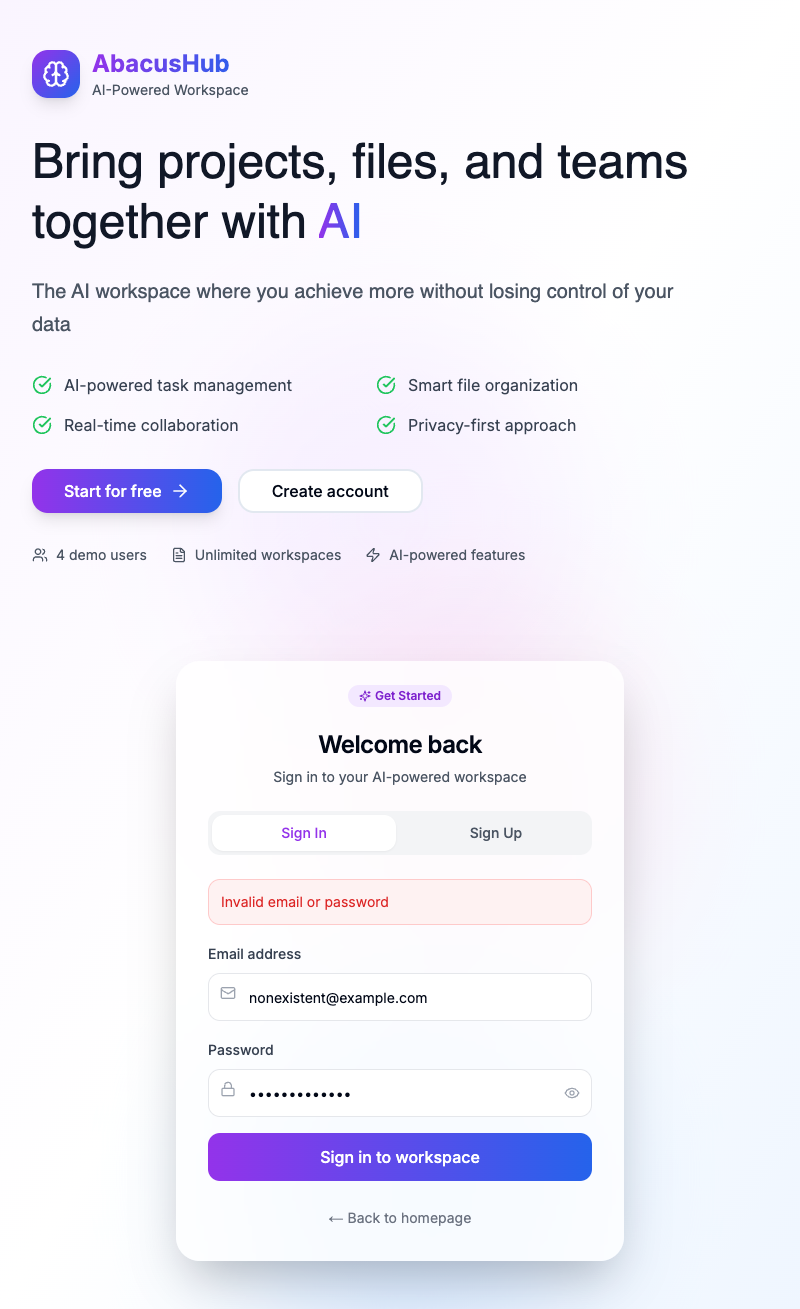 AbacusHub
AI-Powered Workspace
Bring projects, files, and teams
together with AI
The AI workspace where you achieve more without losing control of your
data
AI-powered task management
Smart file organization
Real-time collaboration
Privacy-first approach
Start for free →
Create account
4 demo users
Unlimited workspaces
AI-powered features
Get Started
Welcome back
Sign in to your AI-powered workspace
Sign In
Sign Up
Invalid email or password
Email address
nonexistent@example.com
Password
•••••••••••••
Sign in to workspace
← Back to homepage